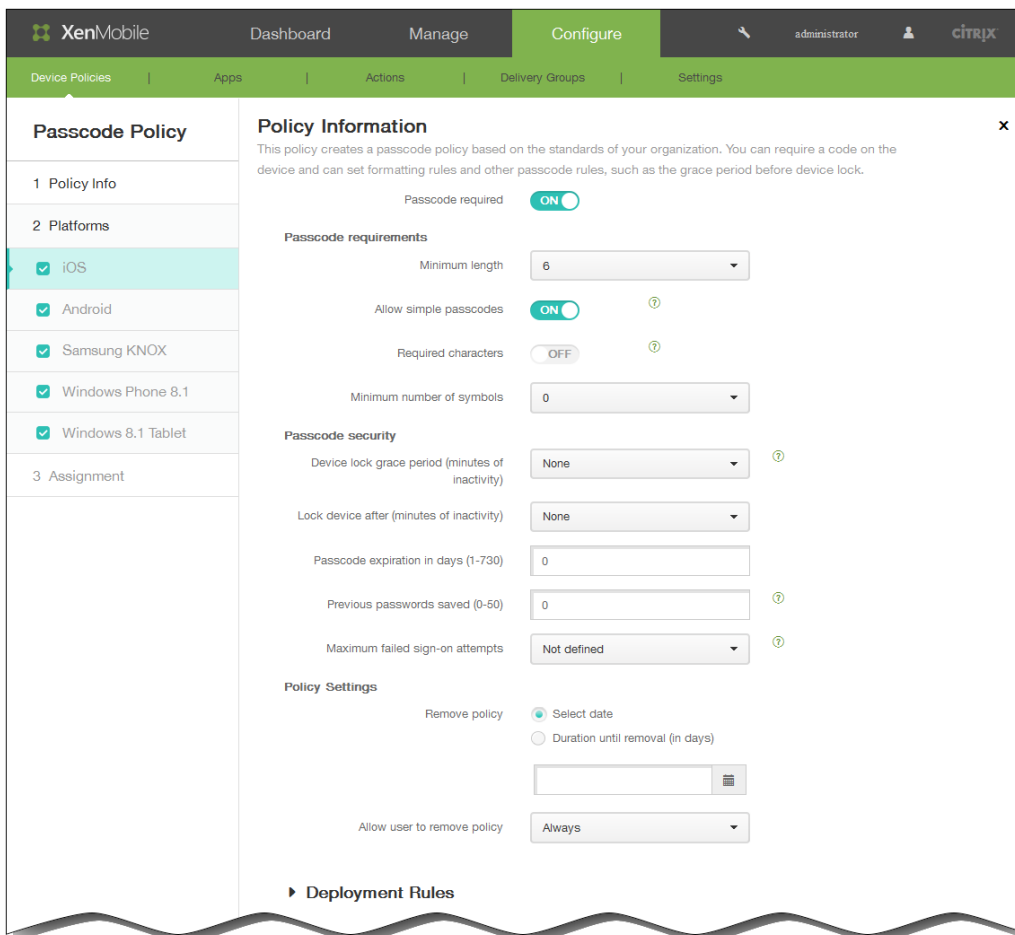 XenMobile Dashboard Manage Configure administrator CITRIX
Device Policies | Apps | Actions | Delivery Groups | Settings
Passcode Policy
1 Policy Info
2 Platforms
iOS
Android
Samsung KNOX
Windows Phone 8.1
Windows 8.1 Tablet
3 Assignment
Policy Information x
This policy creates a passcode policy based on the standards of your organization. You can require a code on the
device and can set formatting rules and other passcode rules, such as the grace period before device lock.
Passcode required ON
Passcode requirements
Minimum length 6
Allow simple passcodes ON ?
Required characters OFF ?
Minimum number of symbols 0
Passcode security
Device lock grace period (minutes of
inactivity) None ?
Lock device after (minutes of inactivity) None
Passcode expiration in days (1-730) 0
Previous passwords saved (0-50) 0 ?
Maximum failed sign-on attempts Not defined ?
Policy Settings
Remove policy Select date
Duration until removal (in days)
Allow user to remove policy Always
Deployment Rules